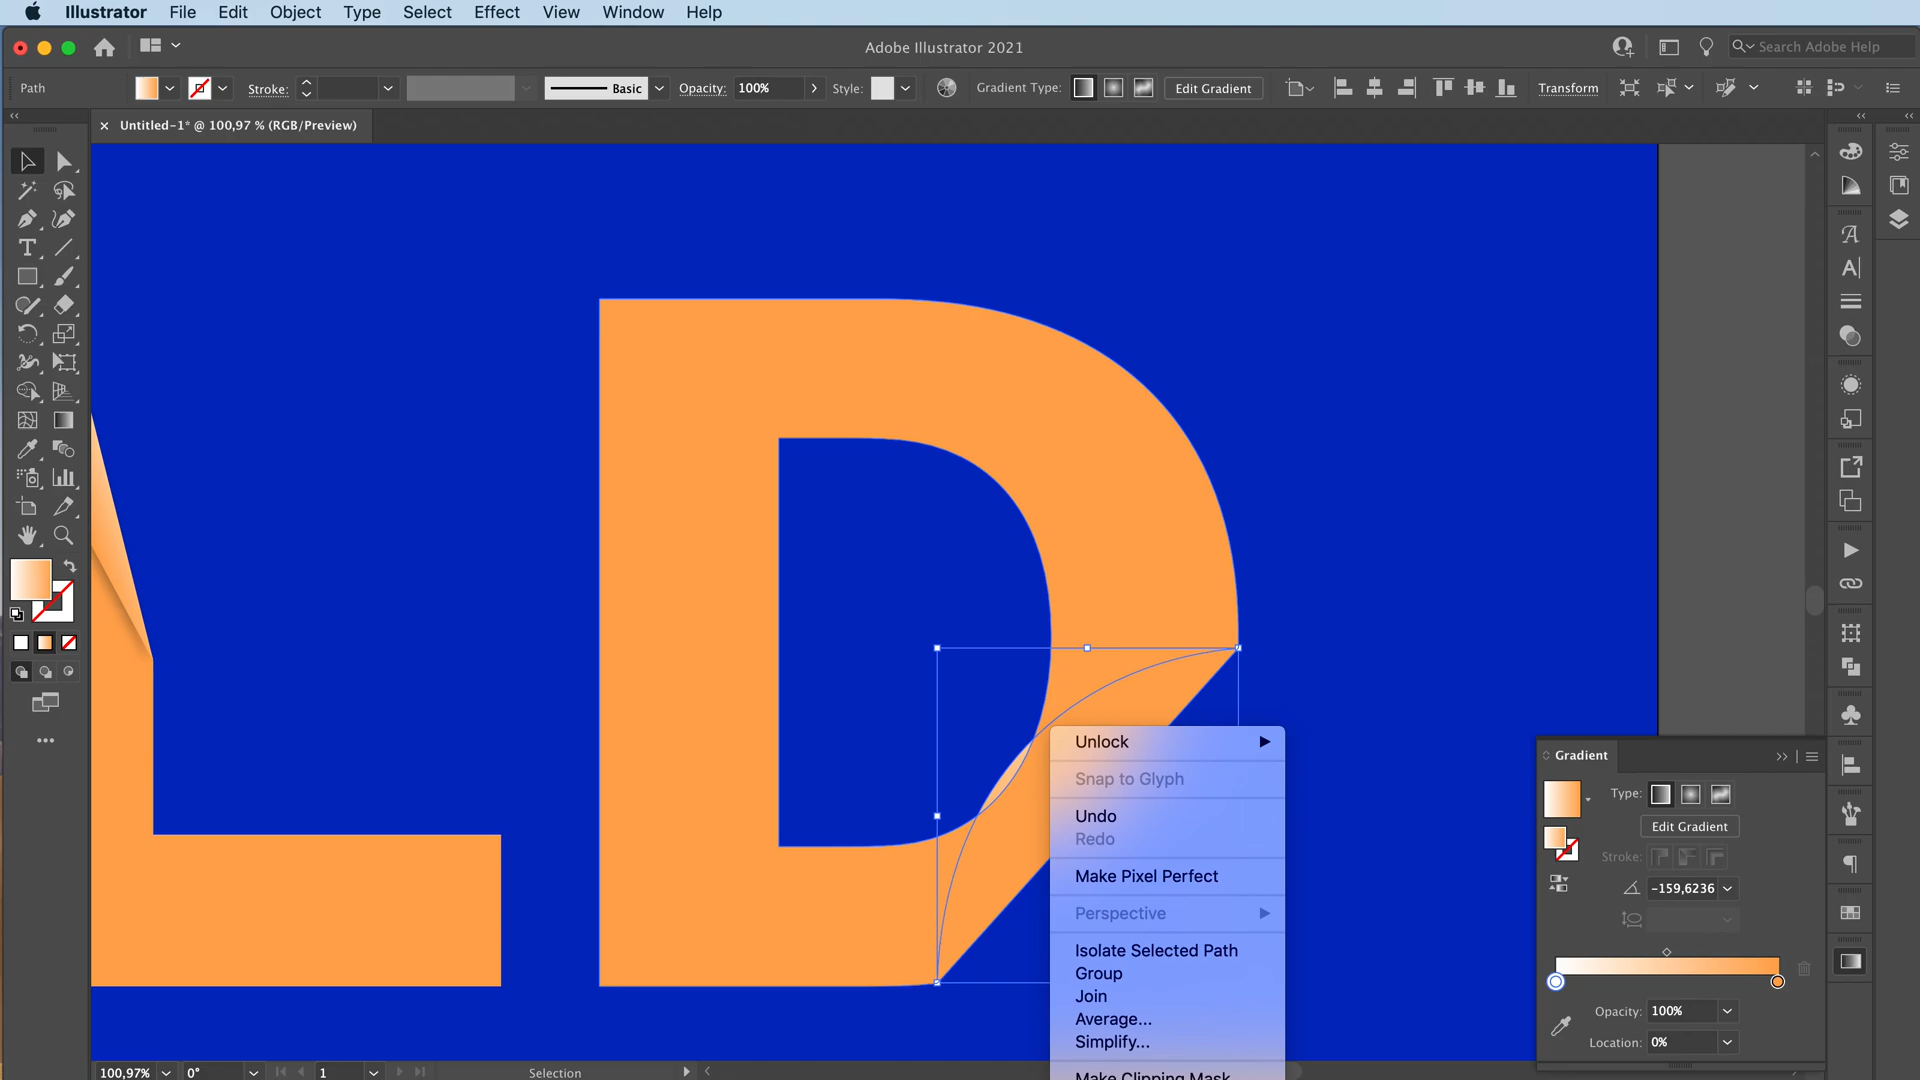 Illustrator File Edit Object Type Select Effect View Window Help
Adobe Illustrator 2021
Search Adobe Help
Path
Stroke:
Basic
Opacity: 100%
Style:
Gradient Type:
Edit Gradient
Transform
× Untitled-1* @ 100,97 % (RGB/Preview)
D
Unlock
Snap to Glyph
Undo
Redo
Make Pixel Perfect
Perspective
Isolate Selected Path
Group
Join
Average...
Simplify...
Make Clipping Mask
Gradient
Type:
Edit Gradient
Stroke:
-159,6236
Opacity: 100%
Location: 0%
100,97% 0° 1 Selection